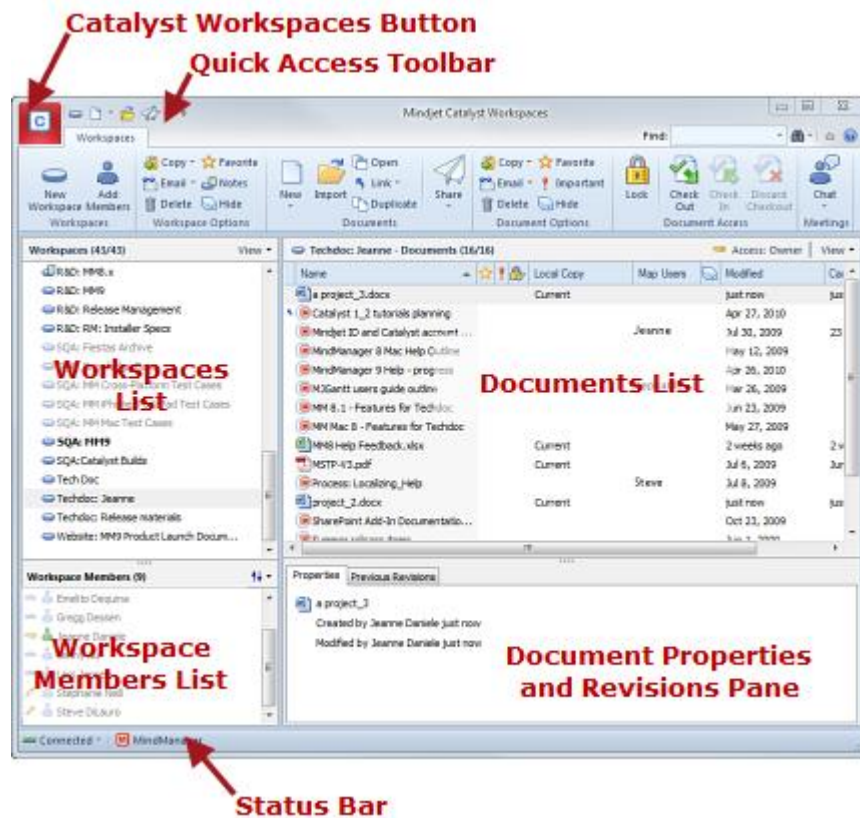 Catalyst Workspaces Button
Quick Access Toolbar
Mindjet Catalyst Workspaces
C
Workspaces
Find:
New Workspace
Add Members
Copy
Favorite
Email
Notes
Delete
Hide
Workspaces
Workspace Options
New
Import
Open
Link
Duplicate
Share
Documents
Copy
Favorite
Email
Important
Delete
Hide
Document Options
Lock
Check Out
Check In
Discard Checkout
Document Access
Chat
Meetings
Workspaces (43/43) View
R&D: MM8.x
R&D: MM9
R&D: Release Management
R&D: RM: Installer Specs
SQA: Fiestas Archive
SQA: MM Cross-Platform Test Cases
SQA: MM Mac Test Cases
SQA: MM9
SQA:Catalyst Builds
Tech Doc
Techdoc: Jeanne
Techdoc: Release materials
Website: MM9 Product Launch Docum...
Workspaces List
Techdoc: Jeanne - Documents (16/16) Access: Owner View
Name Local Copy Map Users Modified
a project_3.docx Current just now
Catalyst 1_2 tutorials planning Apr 27, 2010
Mindjet ID and Catalyst account ... Jeanne Jul 30, 2009 23
MindManager 8 Mac Help Outline May 12, 2009
MindManager 9 Help - progress Apr 26, 2010
MJGantt users guide outline Mar 26, 2009
MM 8.1 - Features for Techdoc Jun 23, 2009
MM Mac 8 - Features for Techdoc May 27, 2009
MM8 Help Feedback.xlsx Current 2 weeks ago
MSTP-V3.pdf Current Jul 6, 2009
Process: Localizing_Help Steve Jul 8, 2009
project_2.docx Current just now
SharePoint Add-In Documentatio... Oct 23, 2009
Documents List
Workspace Members (9)
Emelito Dequina
Gregg Dessen
Jeanne Daniele
Stephanie Neil
Steve DiLauro
Workspace Members List
Properties Previous Revisions
a project_3
Created by Jeanne Daniele just now
Modified by Jeanne Daniele just now
Document Properties
and Revisions Pane
Connected
Status Bar